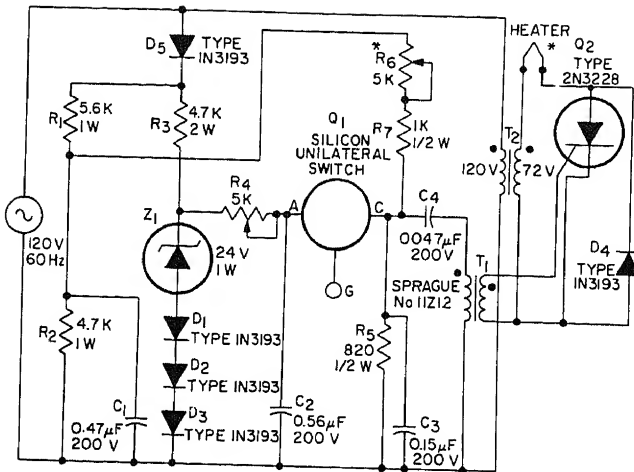 D5
TYPE
IN3193
5.6K
1W
R1
4.7K
2W
R3
* R6
5K
R7
1K
1/2 W
HEATER *
Q2
TYPE
2N3228
Q1
SILICON
UNILATERAL
SWITCH
R4
5K
A
C
G
Z1
24V
1W
C4
0047µF
200V
T2
120V
72V
T1
SPRAGUE
No 11Z12
D4
TYPE
IN3193
120V
60Hz
R2
4.7K
1W
D1
TYPE IN3193
D2
TYPE IN3193
D3
TYPE IN3193
C1
0.47µF
200 V
C2
0.56µF
200V
R5
820
1/2 W
C3
0.15µF
200 V